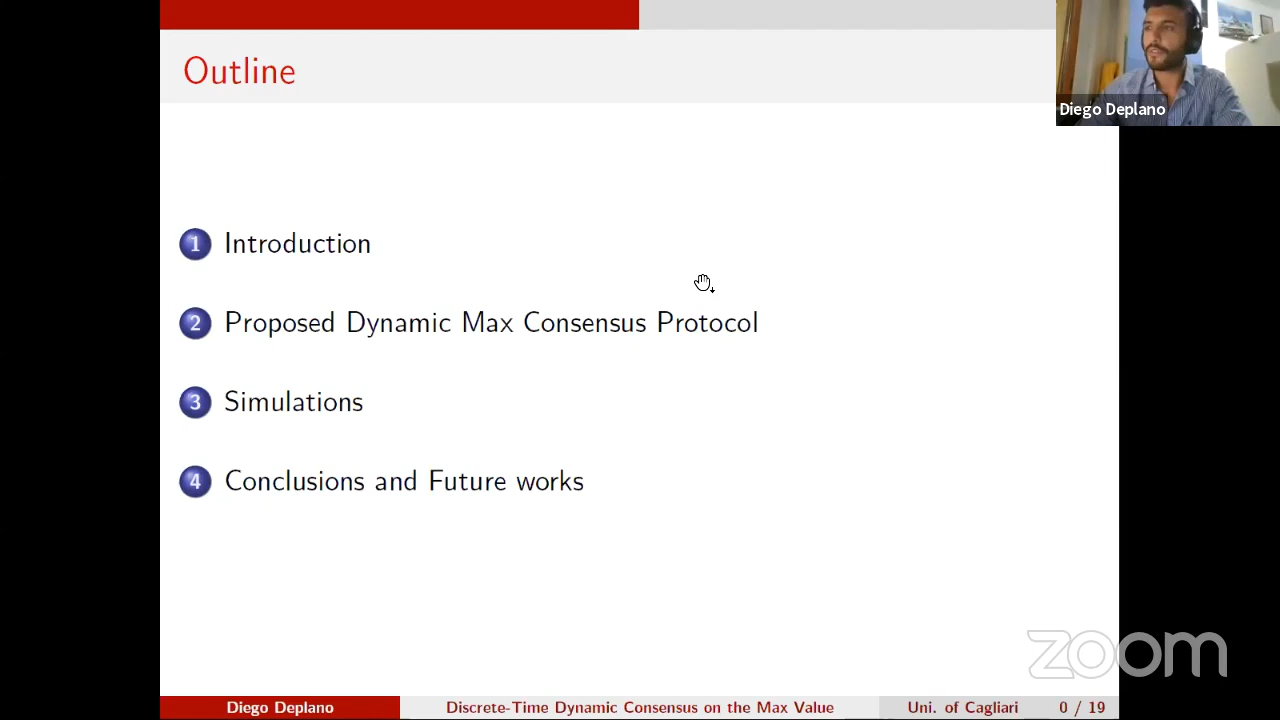 Outline
Diego Deplano
1 Introduction
2 Proposed Dynamic Max Consensus Protocol
3 Simulations
4 Conclusions and Future works
zoom
Diego Deplano Discrete-Time Dynamic Consensus on the Max Value Uni. of Cagliari 0 / 19